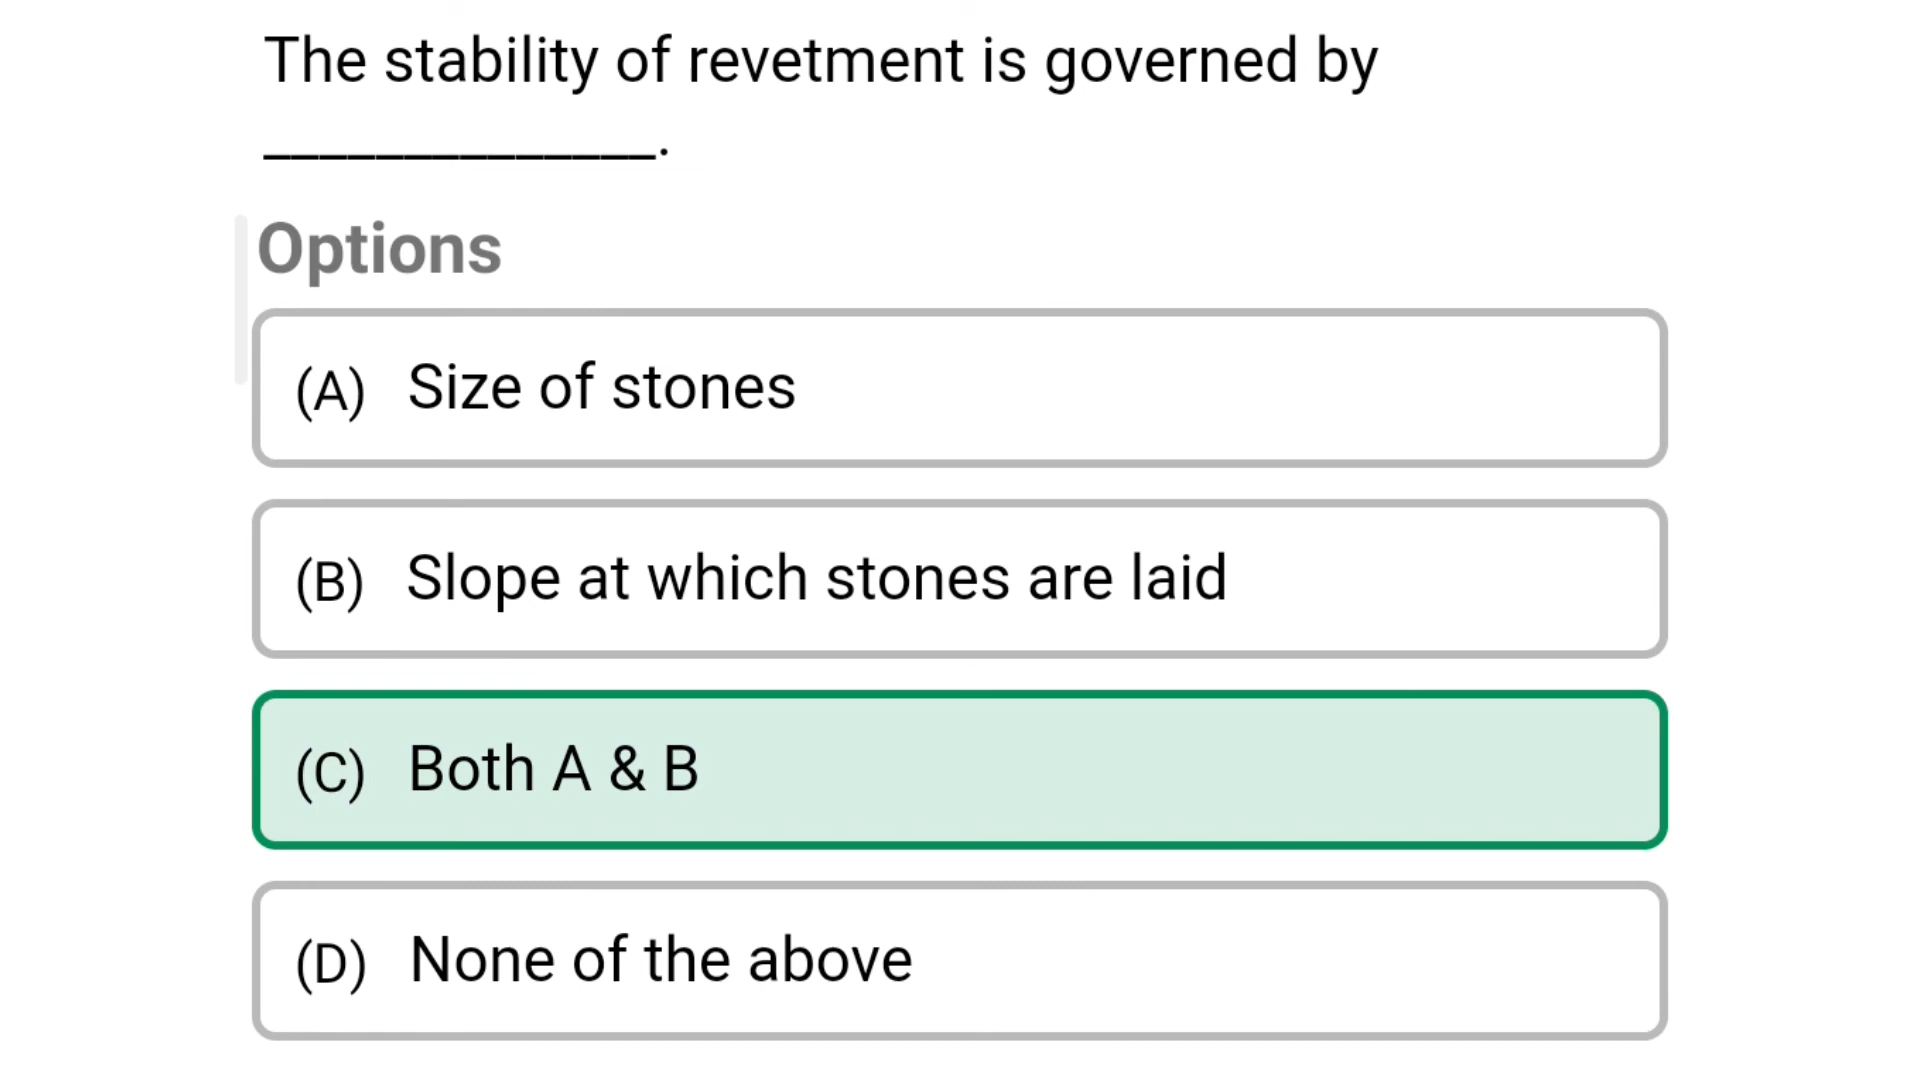 The stability of revetment is governed by
______________.
Options
(A) Size of stones
(B) Slope at which stones are laid
(C) Both A & B
(D) None of the above